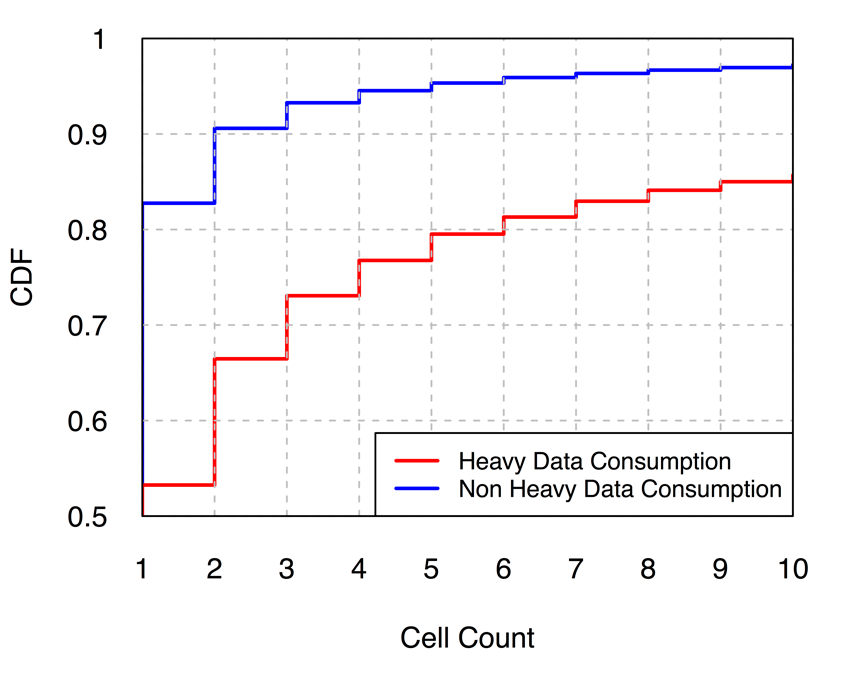 1
0.9
0.8
0.7
0.6
0.5
CDF
Heavy Data Consumption
Non Heavy Data Consumption
1 2 3 4 5 6 7 8 9 10
Cell Count